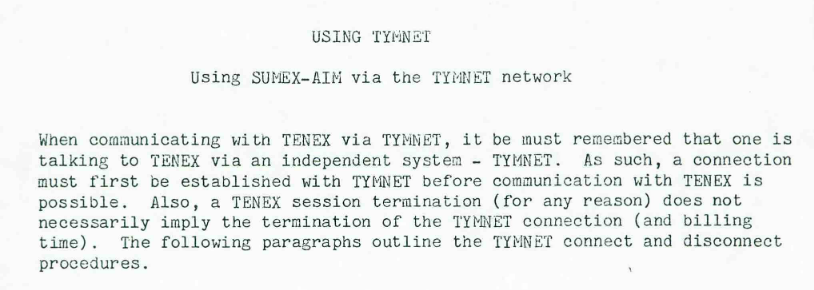 USING TYMNET
Using SUMEX-AIM via the TYMNET network
When communicating with TENEX via TYMNET, it be must remembered that one is
talking to TENEX via an independent system - TYMNET.  As such, a connection
must first be established with TYMNET before communication with TENEX is
possible.  Also, a TENEX session termination (for any reason) does not
necessarily imply the termination of the TYMNET connection (and billing
time).  The following paragraphs outline the TYMNET connect and disconnect
procedures.